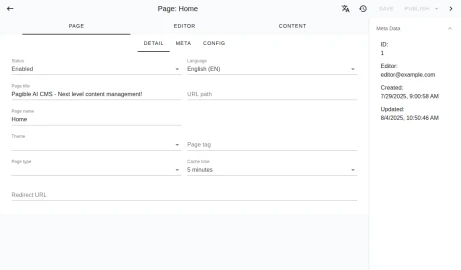 Page: Home
SAVE
PUBLISH
PAGE
EDITOR
CONTENT
Meta Data
DETAIL
META
CONFIG
ID:
1
Editor:
editor@example.com
Created:
7/29/2025, 9:00:58 AM
Updated:
8/4/2025, 10:50:46 AM
Status
Enabled
Language
English (EN)
Page title
Pagible AI CMS - Next level content management!
URL path
Page name
Home
Theme
Page tag
Page type
Cache time
5 minutes
Redirect URL